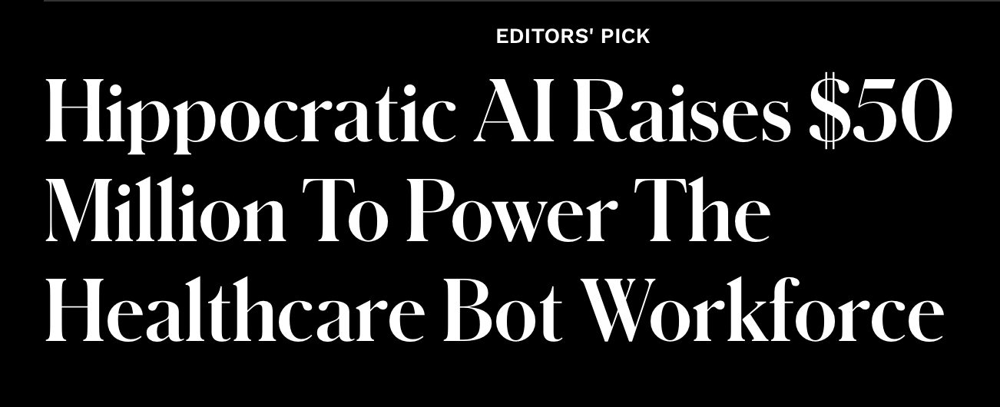 EDITORS' PICK
Hippocratic AI Raises $50
Million To Power The
Healthcare Bot Workforce